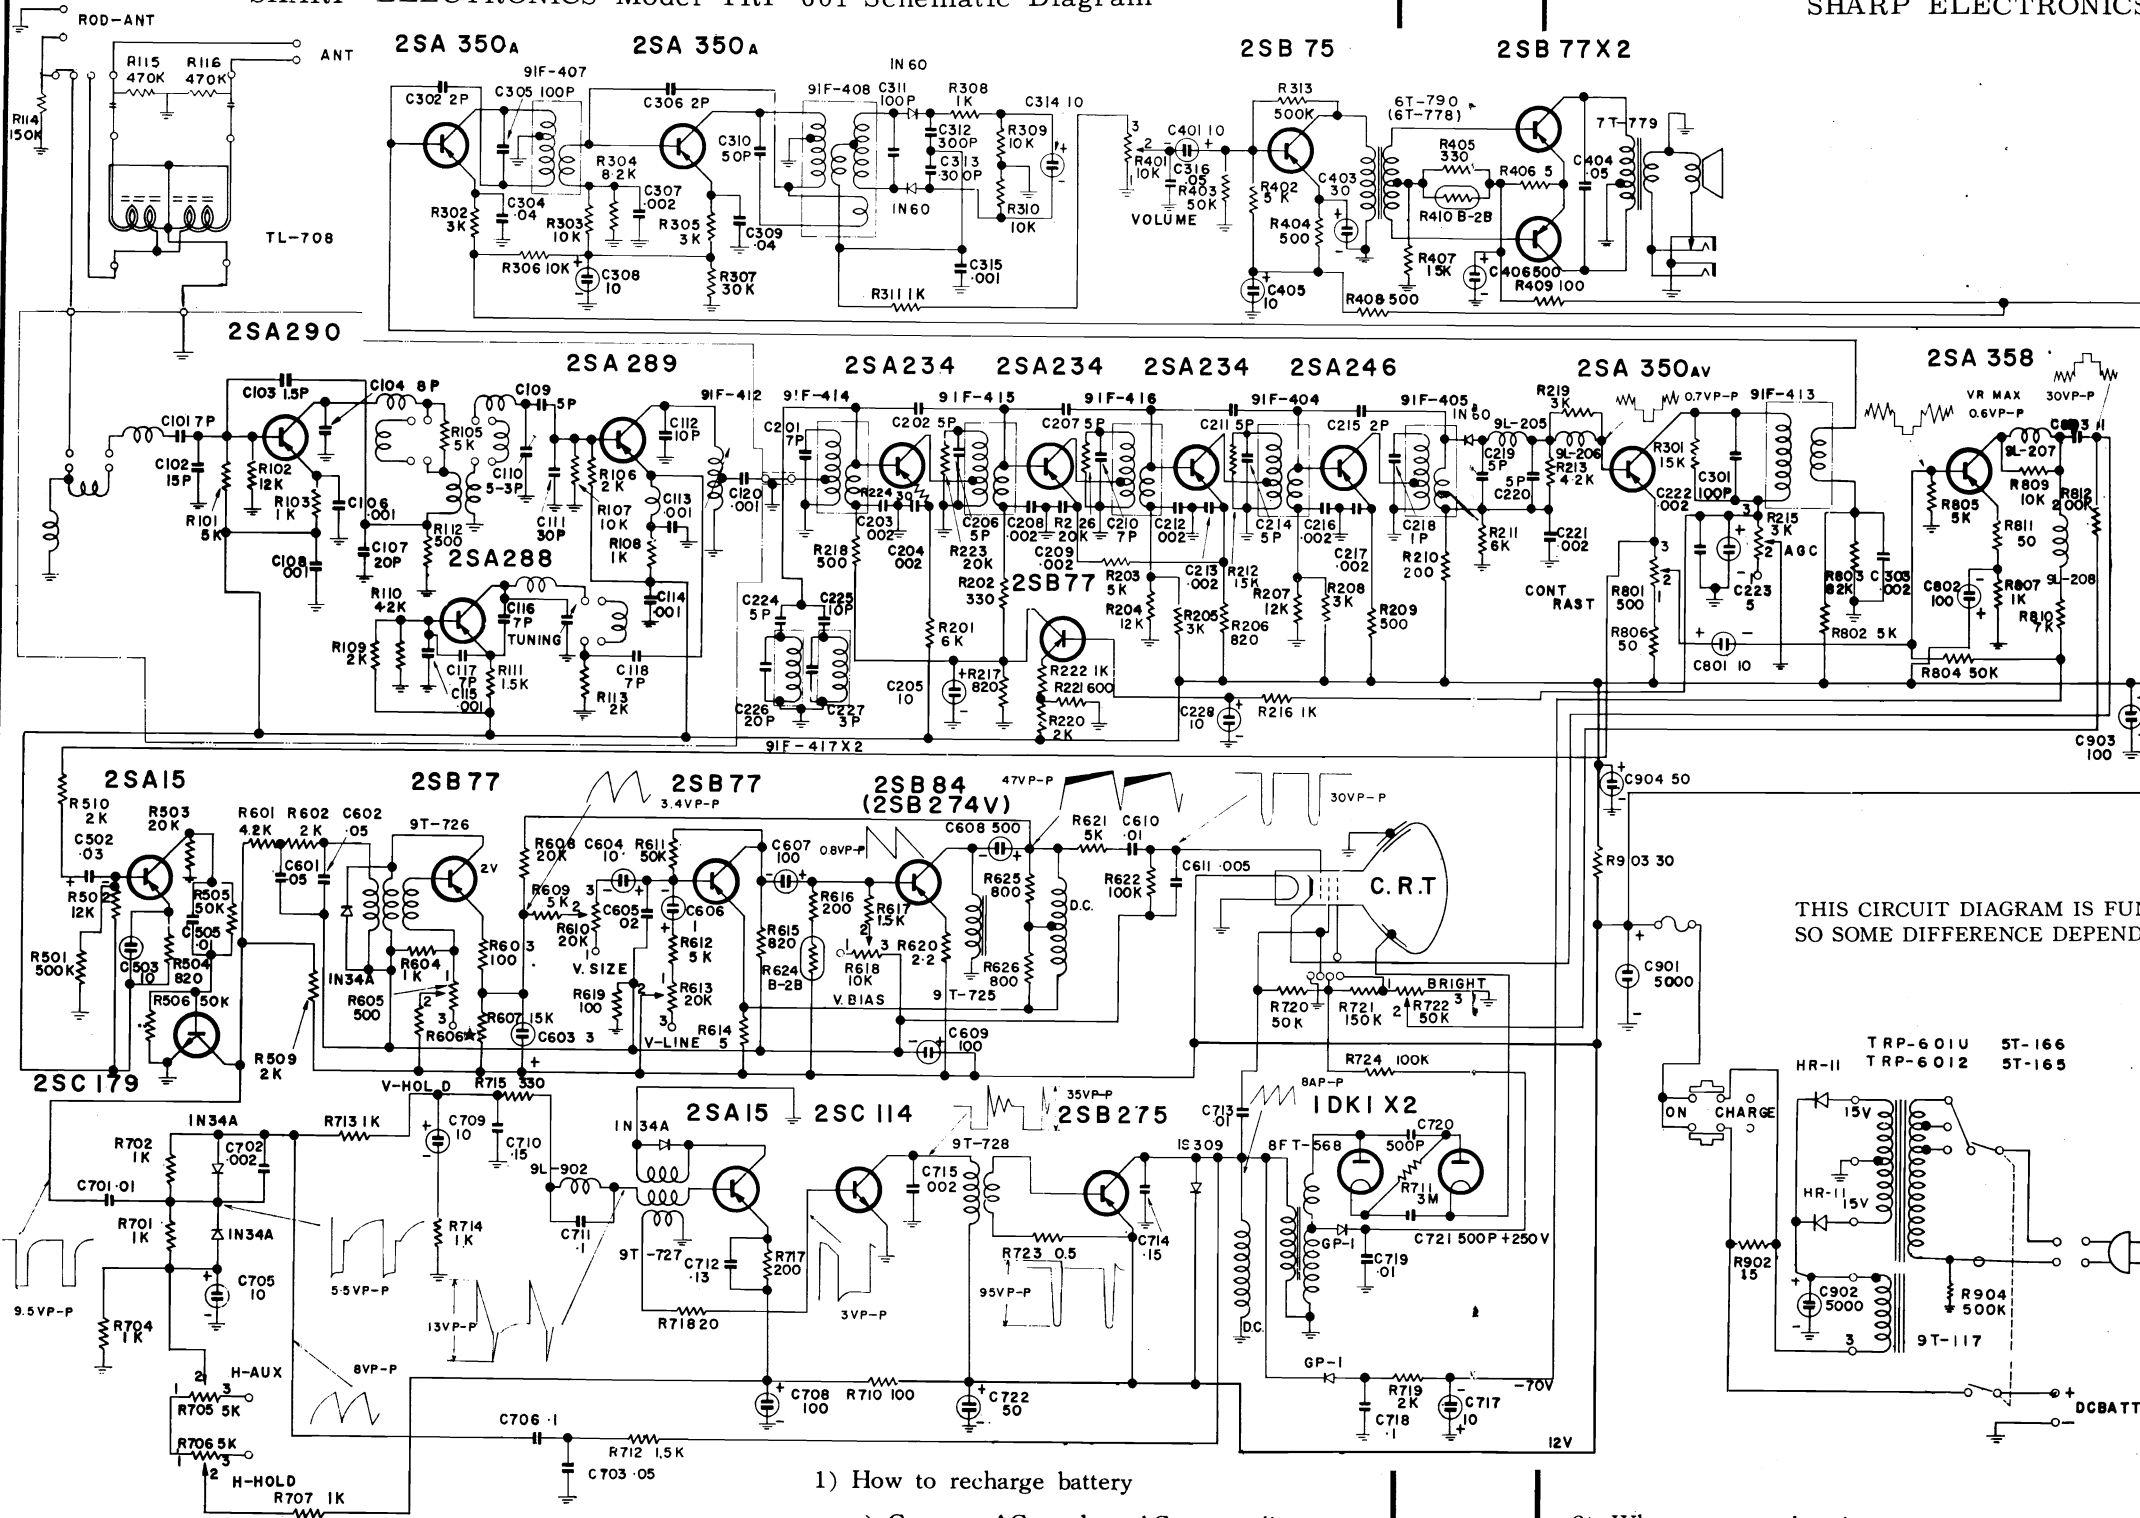 SHARP ELECTRONICS Model TRP 601 Schematic Diagram
SHARP ELECTRONICS
ROD-ANT
ANT
R115 470K
R116 470K
R114 150K
TL-708
2SA 350A
2SA 350A
2SB 75
2SB 77X2
C302 2P
C305 100P
91F-407
C306 2P
C310 50P
91F-408
C311 100P
IN 60
R308 1K
C314 10
C312 300P
C313 300P
R309 10K
IN60
R310 10K
R302 3K
C304 .04
R303 10K
R304 8.2K
C307 .002
R305 3K
C309 .04
R306 10K
C308 10
R307 30K
C315 .001
R311 1K
3
2
1
R401 10K
VOLUME
C401 10
C316 .05
R403 50K
R313 500K
R402 5K
R404 500
C403 30
C405 10
6T-790
(6T-778)
R405 330
R410 B-2B
R406 5
R407 15K
C406 500
R409 100
R408 500
C404 .05
7T-779
2SA290
2SA289
2SA288
C101 7P
C102 15P
C103 1.5P
R101 5K
R102 12K
R103 1K
C106 .001
C108 .001
C104 8P
R105 5K
C107 20P
R112 500
C109 5P
C110 5-3P
C111 30P
R106 2K
R107 10K
R108 1K
C112 10P
C113 .001
C114 .001
R110 4.2K
R109 2K
C117 7P
C115 .001
R111 1.5K
C116 7P
TUNING
R113 2K
C118 7P
91F-412
C120 .001
2SA234
2SA234
2SA234
2SA246
2SA 350AV
2SA 358
91F-414
C201 7P
C202 5P
91F-415
C207 5P
91F-416
C211 5P
91F-404
C215 2P
91F-405
IN 60
R224 30
C203 .002
C204 .002
R218 500
C206 5P
R223 20K
C208 .002
R226 20K
C209 .002
C210 7P
C212 .002
C213 .002
R212 15K
C214 5P
C216 .002
C217 .002
C218 1P
R210 200
C219 5P
C220 5P
9L-205
R219 3K
9L-206
R213 4.2K
R211 6K
C221 .002
R202 330
2SB77
R203 5K
R204 12K
R205 3K
R206 820
R207 12K
R208 3K
R209 500
R201 6K
C205 10
R217 820
R222 1K
R221 600
R220 2K
C228 10
R216 1K
C224 5P
C225 10P
C226 20P
C227 3P
91F-417X2
0.7VP-P
R301 15K
C301 100P
91F-413
C222 .002
R215 3K
AGC
C223 5
CONTRAST
R801 500
R806 50
C801 10
R803 82K
C303 .002
R802 5K
R804 50K
VR MAX
0.6VP-P
30VP-P
9L-207
R809 10K
R812 200K
R805 5K
R811 50
9L-208
C802 100
R807 1K
R810 7K
C903 100
2SA15
2SB77
2SB77
2SB84
(2SB274V)
R510 2K
C502 .03
R503 20K
R501 500K
R502 12K
C503 10
R504 820
C505 .01
R505 50K
R506 50K
2SC179
R601 4.2K
R602 2K
C602 .05
C601 .05
IN34A
9T-726
2V
R604 1K
R605 500
R606★
R603 100
R607 15K
C603 3
R509 2K
V-HOLD
3.4VP-P
R608 20K
R609 5K
R610 20K
V.SIZE
C604 10
C605 .02
R611 50K
C606 1
R612 5K
R613 20K
V-LINE
R619 100
R614 5
C607 100
R615 820
R616 200
R624 B-2B
0.8VP-P
R617 1.5K
R618 10K
V.BIAS
R620 2.2
C608 500
R625 800
R626 800
D.C.
9T-725
C609 100
47VP-P
R621 5K
C610 .01
R622 100K
C611 .005
30VP-P
C.R.T
R720 50K
R721 150K
BRIGHT
R722 50K
R724 100K
C904 50
R903 30
C901 5000
THIS CIRCUIT DIAGRAM IS
SO SOME DIFFERENCE DEPEND
TRP-601U 5T-166
TRP-6012 5T-165
HR-11
15V
HR-11
15V
ON
CHARGE
R902 15
C902 5000
R904 500K
9T-117
DC BATT
+
-
IN34A
R702 1K
C702 .002
C701 .01
R701 1K
IN34A
C705 10
R704 1K
9.5VP-P
5.5VP-P
8VP-P
13VP-P
H-AUX
R705 5K
R706 5K
H-HOLD
R707 1K
R713 1K
R715 330
C709 10
C710 .15
R714 1K
9L-902
C711 .1
IN34A
9T-727
2SA15
C712 .13
R717 200
R718 20
C706 .1
R712 1.5K
C703 .05
C708 100
R710 100
2SC114
3VP-P
C715 .002
9T-728
35VP-P
2SB275
R723 0.5
95VP-P
C714 .15
C722 50
IS309
C713 .01
8AP-P
8FT-568
D.C.
1DK1 X2
C720 500P
R711 3M
C721 500P
+250V
GP-1
C719 .01
GP-1
C718 .1
R719 2K
C717 10
-70V
12V
1) How to recharge battery